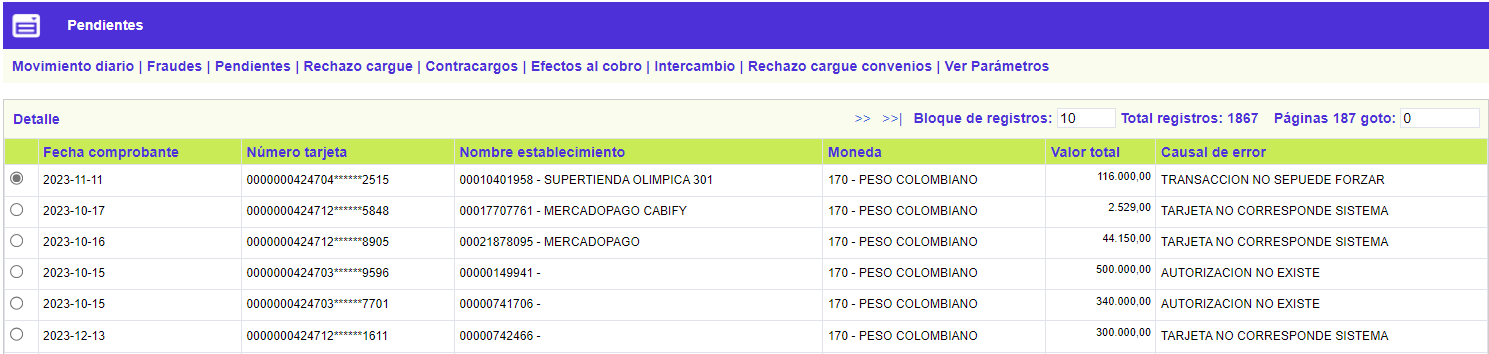 Pendientes
Movimiento diario | Fraudes | Pendientes | Rechazo cargue | Contracargos | Efectos al cobro | Intercambio | Rechazo cargue convenios | Ver Parámetros
Detalle >> >>| Bloque de registros: 10 Total registros: 1867 Páginas 187 goto: 0
Fecha comprobante Número tarjeta Nombre establecimiento Moneda Valor total Causal de error
2023-11-11 0000000424704******2515 00010401958 - SUPERTIENDA OLIMPICA 301 170 - PESO COLOMBIANO 116.000,00 TRANSACCION NO SEPUEDE FORZAR
2023-10-17 0000000424712******5848 00017707761 - MERCADOPAGO CABIFY 170 - PESO COLOMBIANO 2.529,00 TARJETA NO CORRESPONDE SISTEMA
2023-10-16 0000000424712******8905 00021878095 - MERCADOPAGO 170 - PESO COLOMBIANO 44.150,00 TARJETA NO CORRESPONDE SISTEMA
2023-10-15 0000000424703******9596 00000149941 - 170 - PESO COLOMBIANO 500.000,00 AUTORIZACION NO EXISTE
2023-10-15 0000000424703******7701 00000741706 - 170 - PESO COLOMBIANO 340.000,00 AUTORIZACION NO EXISTE
2023-12-13 0000000424712******1611 00000742466 - 170 - PESO COLOMBIANO 300.000,00 TARJETA NO CORRESPONDE SISTEMA